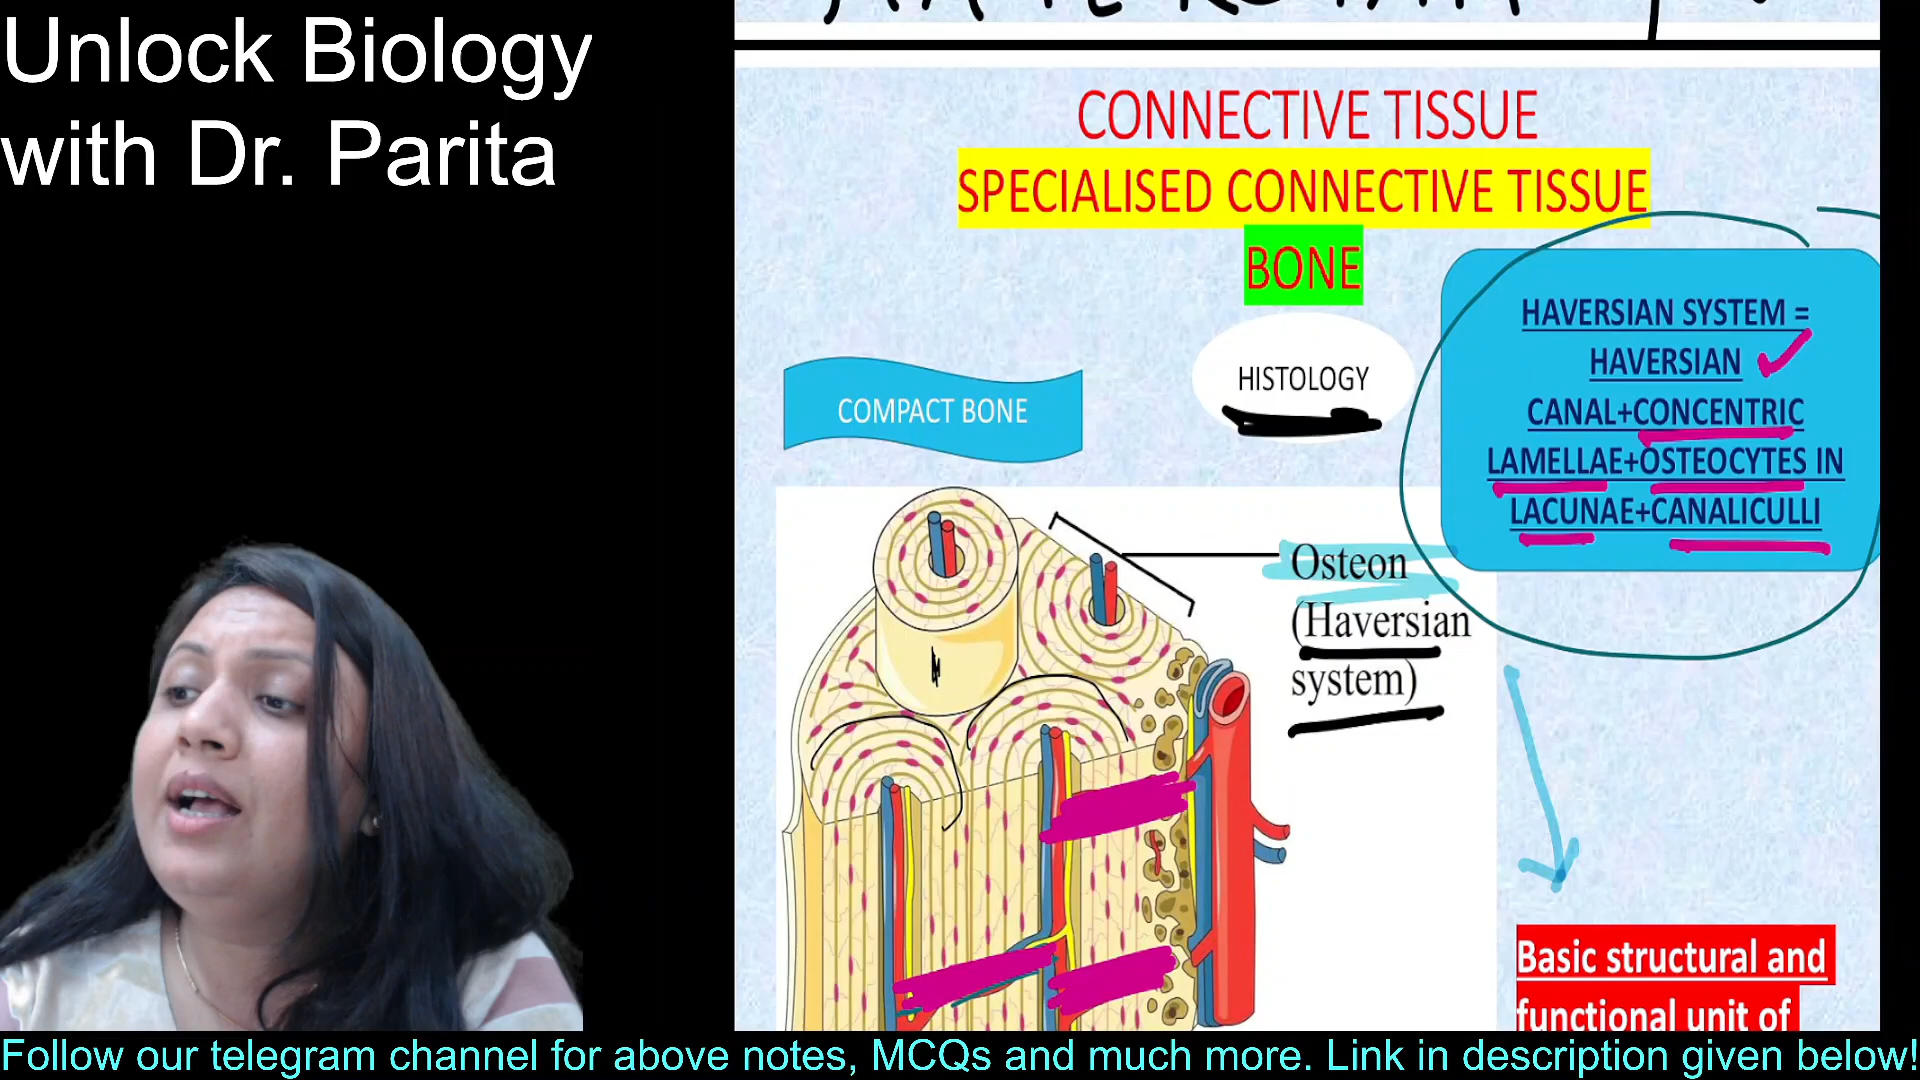 Unlock Biology
with Dr. Parita
CONNECTIVE TISSUE
SPECIALISED CONNECTIVE TISSUE
BONE
HISTOLOGY
COMPACT BONE
HAVERSIAN SYSTEM =
HAVERSIAN
CANAL+CONCENTRIC
LAMELLAE+OSTEOCYTES IN
LACUNAE+CANALICULLI
Osteon
(Haversian
system)
Basic structural and
functional unit of
Follow our telegram channel for above notes, MCQs and much more. Link in description given below!